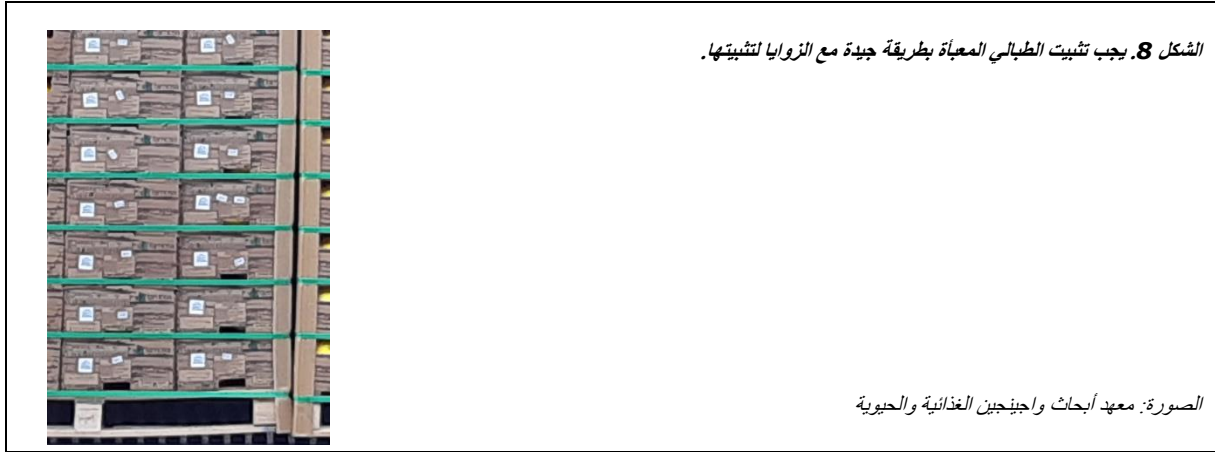 الشكل 8. يجب تثبيت الطبالي المعبأة بطريقة جيدة مع الزوايا لتثبيتها.
الصورة: معهد أبحاث واجينجين الغذائية والحيوية